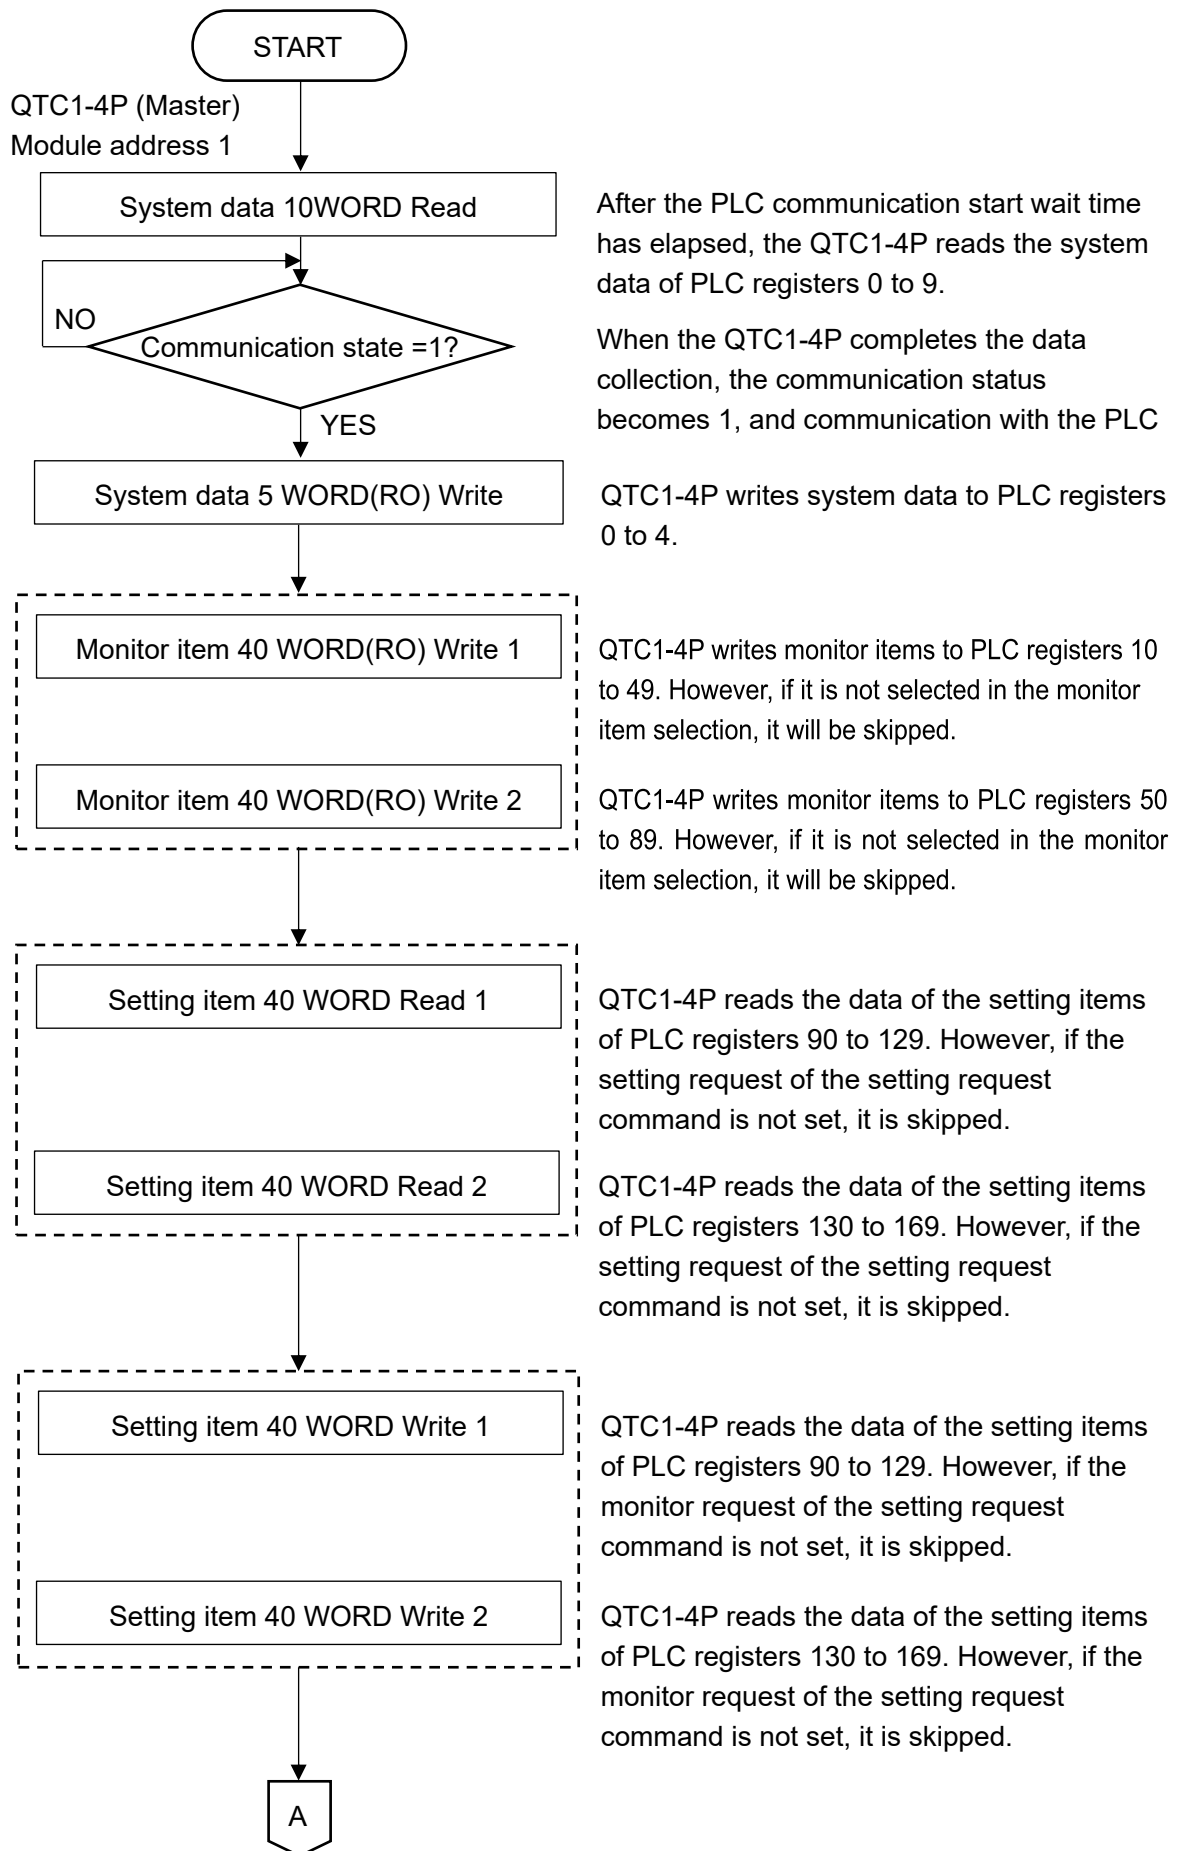 START
QTC1-4P (Master)
Module address 1
System data 10WORD Read
After the PLC communication start wait time
has elapsed, the QTC1-4P reads the system
data of PLC registers 0 to 9.
NO
Communication state =1?
When the QTC1-4P completes the data
collection, the communication status
becomes 1, and communication with the PLC
YES
System data 5 WORD(RO) Write
QTC1-4P writes system data to PLC registers
0 to 4.
Monitor item 40 WORD(RO) Write 1
QTC1-4P writes monitor items to PLC registers 10
to 49. However, if it is not selected in the monitor
item selection, it will be skipped.
Monitor item 40 WORD(RO) Write 2
QTC1-4P writes monitor items to PLC registers 50
to 89. However, if it is not selected in the monitor
item selection, it will be skipped.
Setting item 40 WORD Read 1
QTC1-4P reads the data of the setting items
of PLC registers 90 to 129. However, if the
setting request of the setting request
command is not set, it is skipped.
Setting item 40 WORD Read 2
QTC1-4P reads the data of the setting items
of PLC registers 130 to 169. However, if the
setting request of the setting request
command is not set, it is skipped.
Setting item 40 WORD Write 1
QTC1-4P reads the data of the setting items
of PLC registers 90 to 129. However, if the
monitor request of the setting request
command is not set, it is skipped.
Setting item 40 WORD Write 2
QTC1-4P reads the data of the setting items
of PLC registers 130 to 169. However, if the
monitor request of the setting request
command is not set, it is skipped.
A